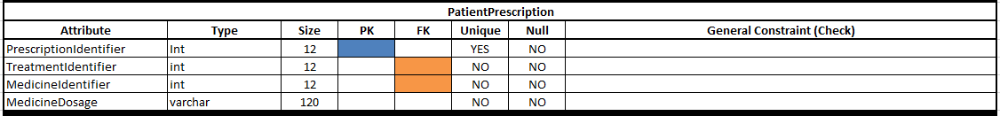 PatientPrescription
Attribute Type Size PK FK Unique Null General Constraint (Check)
PrescriptionIdentifier Int 12 YES NO
TreatmentIdentifier int 12 NO NO
MedicineIdentifier int 12 NO NO
MedicineDosage varchar 120 NO NO